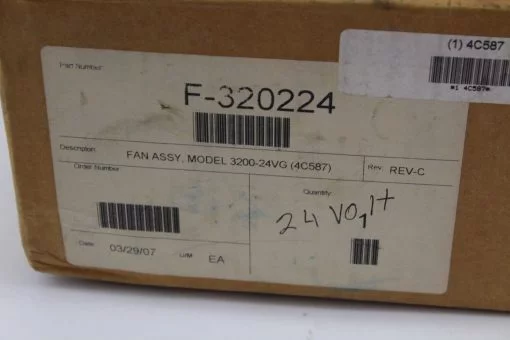 (1) 4C587
*1 4C587*
Part Number
F-320224
Description
FAN ASSY, MODEL 3200-24VG (4C587)
Rev. REV-C
Order Number
Quantity
24 VOlt
Date 03/29/07 U/M EA